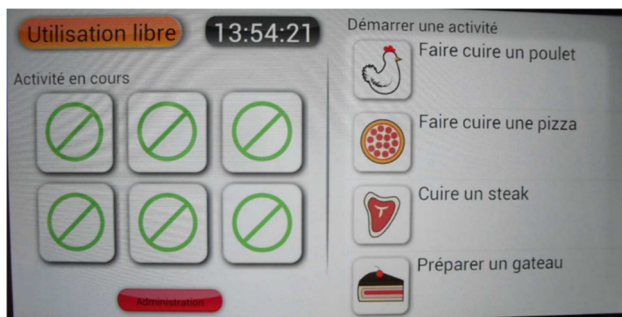 Utilisation libre
13:54:21
Activité en cours
Administration
Démarrer une activité
Faire cuire un poulet
Faire cuire une pizza
Cuire un steak
Préparer un gateau